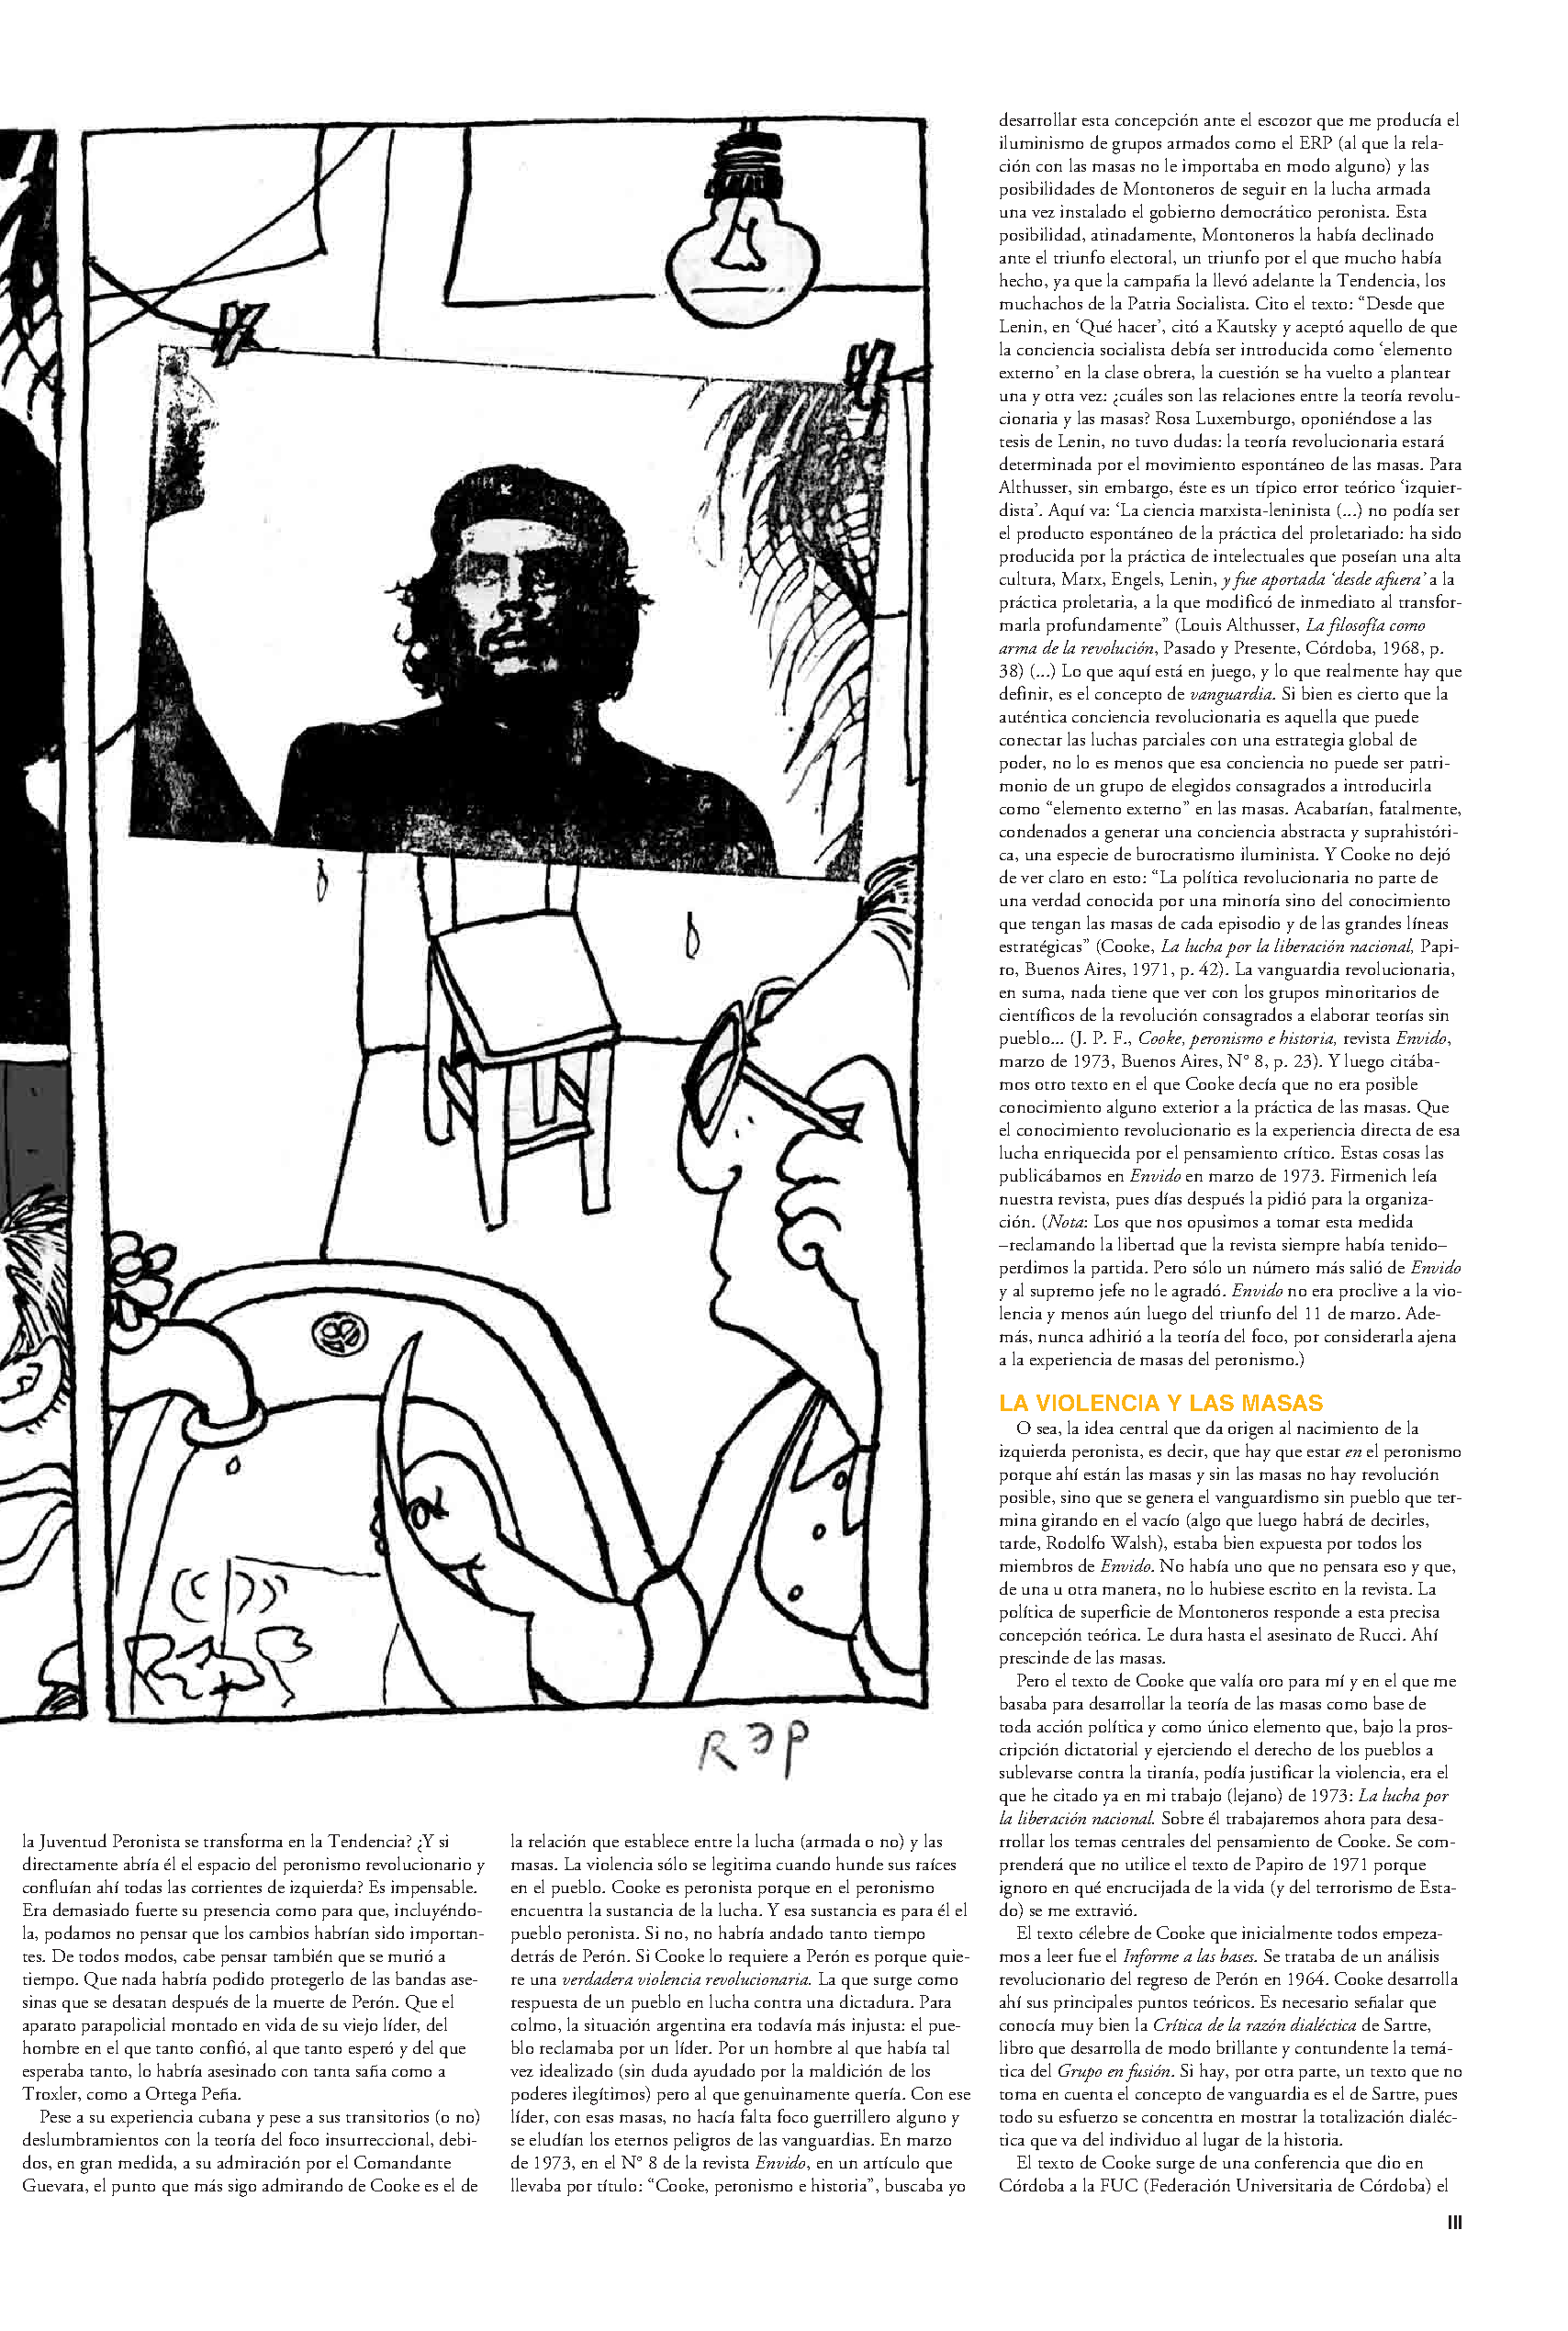 la Juventud Peronista se transforma en la Tendencia? ¿Y si
directamente abría él el espacio del peronismo revolucionario y
confluían ahí todas las corrientes de izquierda? Es impensable.
Era demasiado fuerte su presencia como para que, incluyéndo-
la, podamos no pensar que los cambios habrían sido importan-
tes. De todos modos, cabe pensar también que se murió a
tiempo. Que nada habría podido protegerlo de las bandas ase-
sinas que se desatan después de la muerte de Perón. Que el
aparato parapolicial montado en vida de su viejo líder, del
hombre en el que tanto confió, al que tanto esperó y del que
esperaba tanto, lo habría asesinado con tanta saña como a
Troxler, como a Ortega Peña.
Pese a su experiencia cubana y pese a sus transitorios (o no)
deslumbramientos con la teoría del foco insurreccional, debi-
dos, en gran medida, a su admiración por el Comandante
Guevara, el punto que más sigo admirando de Cooke es el de
la relación que establece entre la lucha (armada o no) y las
masas. La violencia sólo se legitima cuando hunde sus raíces
en el pueblo. Cooke es peronista porque en el peronismo
encuentra la sustancia de la lucha. Y esa sustancia es para él el
pueblo peronista. Si no, no habría andado tanto tiempo
detrás de Perón. Si Cooke lo requiere a Perón es porque quie-
re una verdadera violencia revolucionaria. La que surge como
respuesta de un pueblo en lucha contra una dictadura. Para
colmo, la situación argentina era todavía más injusta: el pue-
blo reclamaba por un líder. Por un hombre al que había tal
vez idealizado (sin duda ayudado por la maldición de los
poderes ilegítimos) pero al que genuinamente quería. Con ese
líder, con esas masas, no hacía falta foco guerrillero alguno y
se eludían los eternos peligros de las vanguardias. En marzo
de 1973, en el N° 8 de la revista Envido, en un artículo que
llevaba por título: “Cooke, peronismo e historia”, buscaba yo
desarrollar esta concepción ante el escozor que me producía el
iluminismo de grupos armados como el ERP (al que la rela-
ción con las masas no le importaba en modo alguno) y las
posibilidades de Montoneros de seguir en la lucha armada
una vez instalado el gobierno democrático peronista. Esta
posibilidad, atinadamente, Montoneros la había declinado
ante el triunfo electoral, un triunfo por el que mucho había
hecho, ya que la campaña la llevó adelante la Tendencia, los
muchachos de la Patria Socialista. Cito el texto: “Desde que
Lenin, en ‘Qué hacer’, citó a Kautsky y aceptó aquello de que
la conciencia socialista debía ser introducida como ‘elemento
externo’ en la clase obrera, la cuestión se ha vuelto a plantear
una y otra vez: ¿cuáles son las relaciones entre la teoría revolu-
cionaria y las masas? Rosa Luxemburgo, oponiéndose a las
tesis de Lenin, no tuvo dudas: la teoría revolucionaria estará
determinada por el movimiento espontáneo de las masas. Para
Althusser, sin embargo, éste es un típico error teórico ‘izquier-
dista’. Aquí va: ‘La ciencia marxista-leninista (...) no podía ser
el producto espontáneo de la práctica del proletariado: ha sido
producida por la práctica de intelectuales que poseían una alta
cultura, Marx, Engels, Lenin, y fue aportada ‘desde afuera’ a la
práctica proletaria, a la que modificó de inmediato al transfor-
marla profundamente” (Louis Althusser, La filosofía como
arma de la revolución, Pasado y Presente, Córdoba, 1968, p.
38) (...) Lo que aquí está en juego, y lo que realmente hay que
definir, es el concepto de vanguardia. Si bien es cierto que la
auténtica conciencia revolucionaria es aquella que puede
conectar las luchas parciales con una estrategia global de
poder, no lo es menos que esa conciencia no puede ser patri-
monio de un grupo de elegidos consagrados a introducirla
como “elemento externo” en las masas. Acabarían, fatalmente,
condenados a generar una conciencia abstracta y suprahistóri-
ca, una especie de burocratismo iluminista. Y Cooke no dejó
de ver claro en esto: “La política revolucionaria no parte de
una verdad conocida por una minoría sino del conocimiento
que tengan las masas de cada episodio y de las grandes líneas
estratégicas” (Cooke, La lucha por la liberación nacional, Papi-
ro, Buenos Aires, 1971, p. 42). La vanguardia revolucionaria,
en suma, nada tiene que ver con los grupos minoritarios de
científicos de la revolución consagrados a elaborar teorías sin
pueblo... (J. P. F., Cooke, peronismo e historia, revista Envido,
marzo de 1973, Buenos Aires, N° 8, p. 23). Y luego citába-
mos otro texto en el que Cooke decía que no era posible
conocimiento alguno exterior a la práctica de las masas. Que
el conocimiento revolucionario es la experiencia directa de esa
lucha enriquecida por el pensamiento crítico. Estas cosas las
publicábamos en Envido en marzo de 1973. Firmenich leía
nuestra revista, pues días después la pidió para la organiza-
ción. (Nota: Los que nos opusimos a tomar esta medida
–reclamando la libertad que la revista siempre había tenido–
perdimos la partida. Pero sólo un número más salió de Envido
y al supremo jefe no le agradó. Envido no era proclive a la vio-
lencia y menos aún luego del triunfo del 11 de marzo. Ade-
más, nunca adhirió a la teoría del foco, por considerarla ajena
a la experiencia de masas del peronismo.)
LA VIOLENCIA Y LAS MASAS
O sea, la idea central que da origen al nacimiento de la
izquierda peronista, es decir, que hay que estar en el peronismo
porque ahí están las masas y sin las masas no hay revolución
posible, sino que se genera el vanguardismo sin pueblo que ter-
mina girando en el vacío (algo que luego habrá de decirles,
tarde, Rodolfo Walsh), estaba bien expuesta por todos los
miembros de Envido. No había uno que no pensara eso y que,
de una u otra manera, no lo hubiese escrito en la revista. La
política de superficie de Montoneros responde a esta precisa
concepción teórica. Le dura hasta el asesinato de Rucci. Ahí
prescinde de las masas.
Pero el texto de Cooke que valía oro para mí y en el que me
basaba para desarrollar la teoría de las masas como base de
toda acción política y como único elemento que, bajo la pros-
cripción dictatorial y ejerciendo el derecho de los pueblos a
sublevarse contra la tiranía, podía justificar la violencia, era el
que he citado ya en mi trabajo (lejano) de 1973: La lucha por
la liberación nacional. Sobre él trabajaremos ahora para desa-
rrollar los temas centrales del pensamiento de Cooke. Se com-
prenderá que no utilice el texto de Papiro de 1971 porque
ignoro en qué encrucijada de la vida (y del terrorismo de Esta-
do) se me extravió.
El texto célebre de Cooke que inicialmente todos empeza-
mos a leer fue el Informe a las bases. Se trataba de un análisis
revolucionario del regreso de Perón en 1964. Cooke desarrolla
ahí sus principales puntos teóricos. Es necesario señalar que
conocía muy bien la Crítica de la razón dialéctica de Sartre,
libro que desarrolla de modo brillante y contundente la temá-
tica del Grupo en fusión. Si hay, por otra parte, un texto que no
toma en cuenta el concepto de vanguardia es el de Sartre, pues
todo su esfuerzo se concentra en mostrar la totalización dialéc-
tica que va del individuo al lugar de la historia.
El texto de Cooke surge de una conferencia que dio en
Córdoba a la FUC (Federación Universitaria de Córdoba) el
REP
III